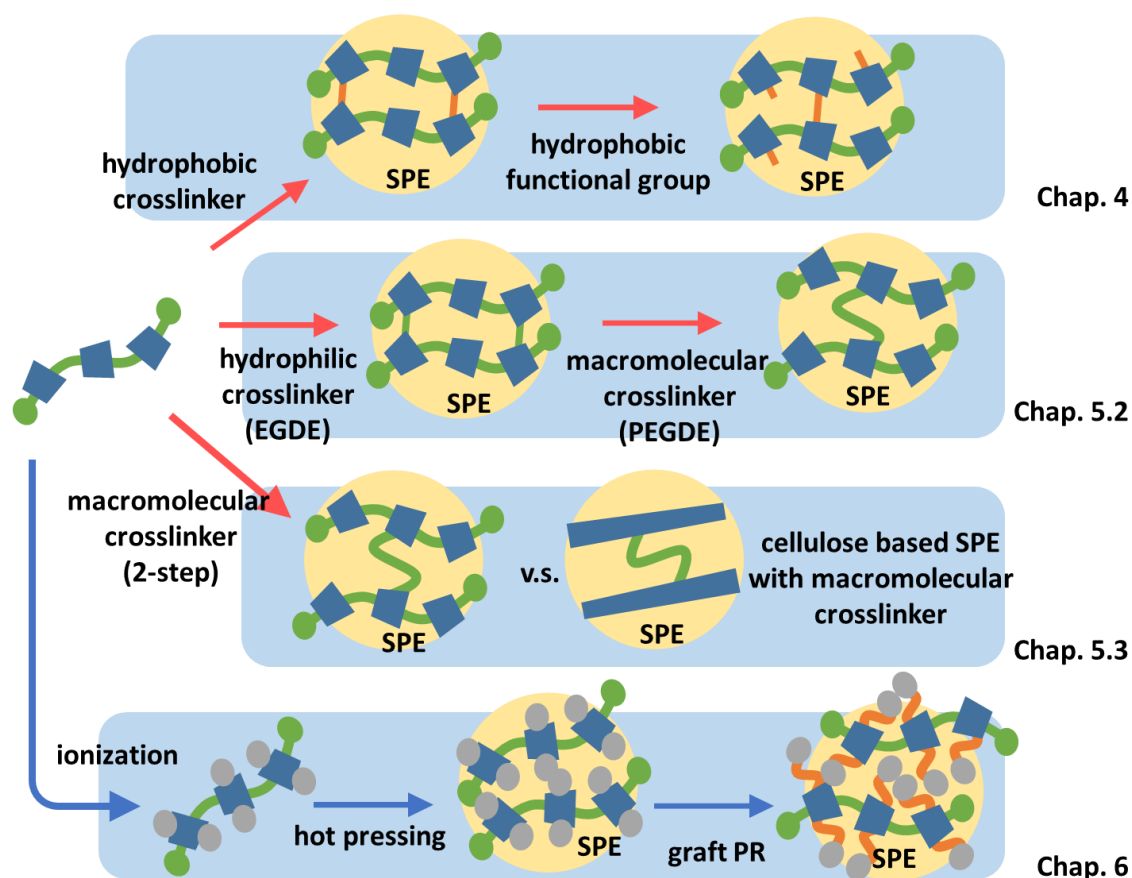 hydrophobic
crosslinker
SPE
hydrophobic
functional group
SPE
Chap. 4
hydrophilic
crosslinker
(EGDE)
SPE
macromolecular
crosslinker
(PEGDE)
SPE
Chap. 5.2
macromolecular
crosslinker
(2-step)
SPE
v.s.
SPE
cellulose based SPE
with macromolecular
crosslinker
Chap. 5.3
ionization
hot pressing
SPE
graft PR
SPE
Chap. 6